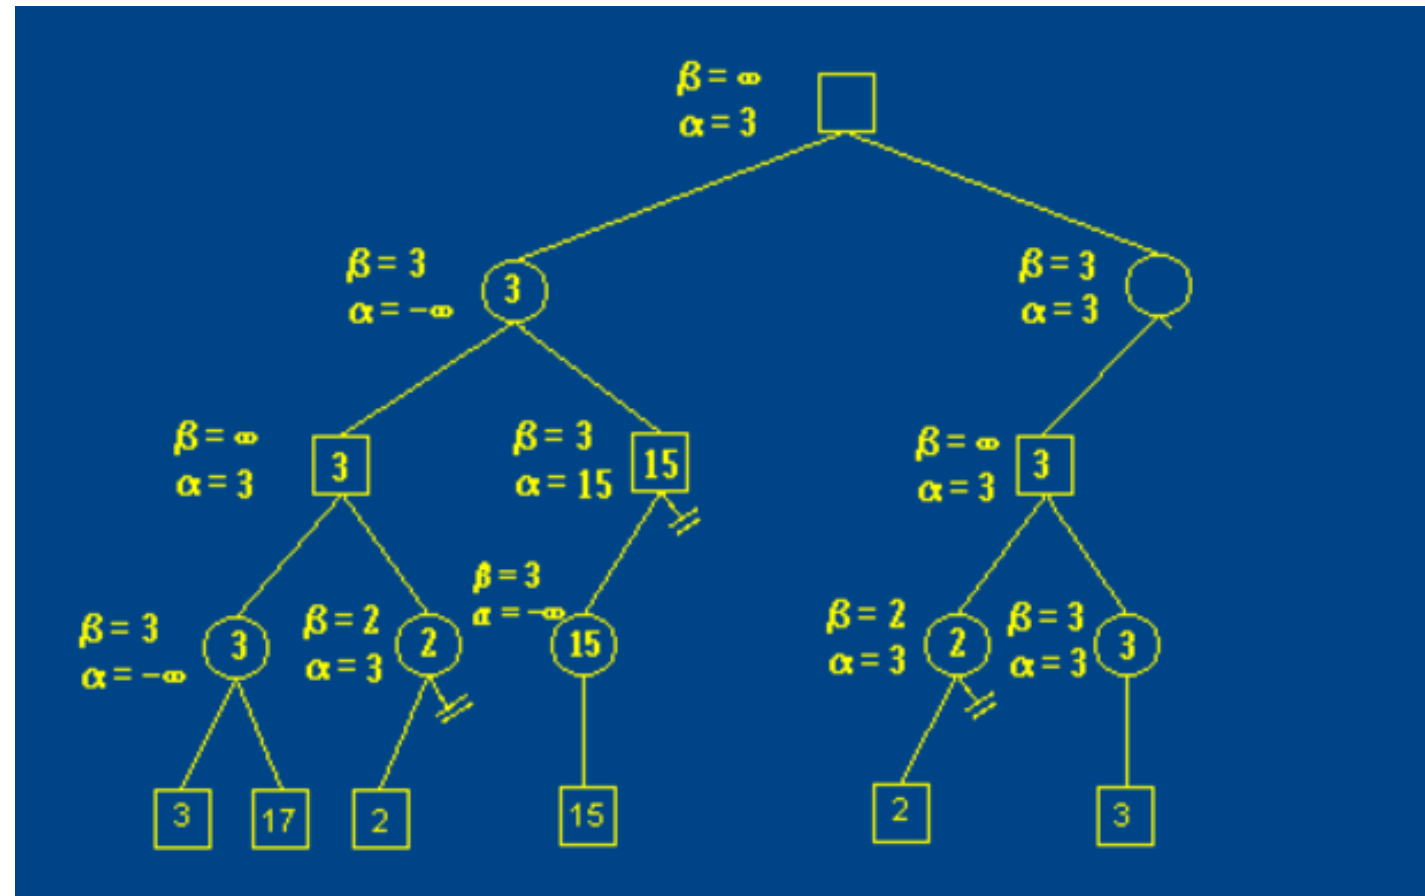 β = ∞
α = 3
β = 3
α = -∞
3
β = 3
α = 3
β = ∞
α = 3
3
β = 3
α = 15
15
β = ∞
α = 3
3
β = 3
α = -∞
3
β = 2
α = 3
2
β = 3
α = -∞
15
β = 2
α = 3
2
β = 3
α = 3
3
3
17
2
15
2
3